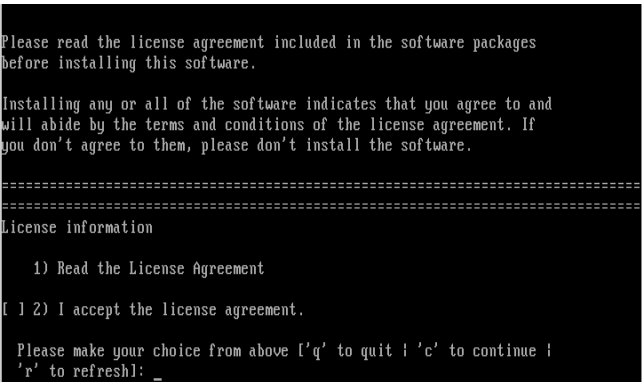 Please read the license agreement included in the software packages
before installing this software.
Installing any or all of the software indicates that you agree to and
will abide by the terms and conditions of the license agreement. If
you don't agree to them, please don't install the software.
================================================================================
================================================================================
License information
1) Read the License Agreement
[ ] 2) I accept the license agreement.
Please make your choice from above ['q' to quit | 'c' to continue |
'r' to refresh]: _